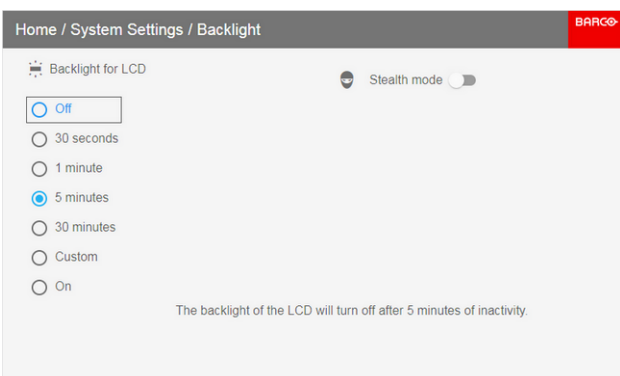 Home / System Settings / Backlight
BARCO
Backlight for LCD
Stealth mode
Off
30 seconds
1 minute
5 minutes
30 minutes
Custom
On
The backlight of the LCD will turn off after 5 minutes of inactivity.